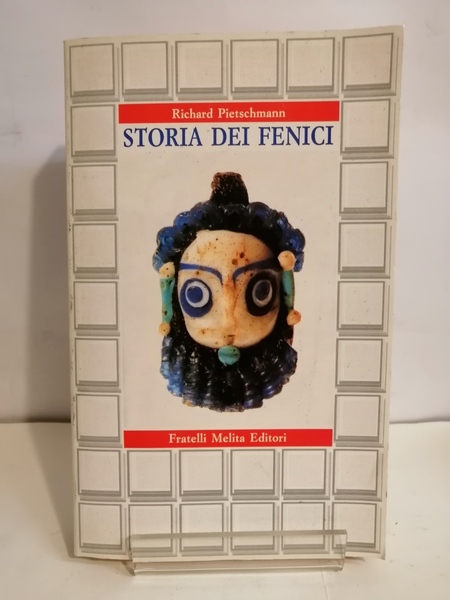 Richard Pietschmann
STORIA DEI FENICI
Fratelli Melita Editori